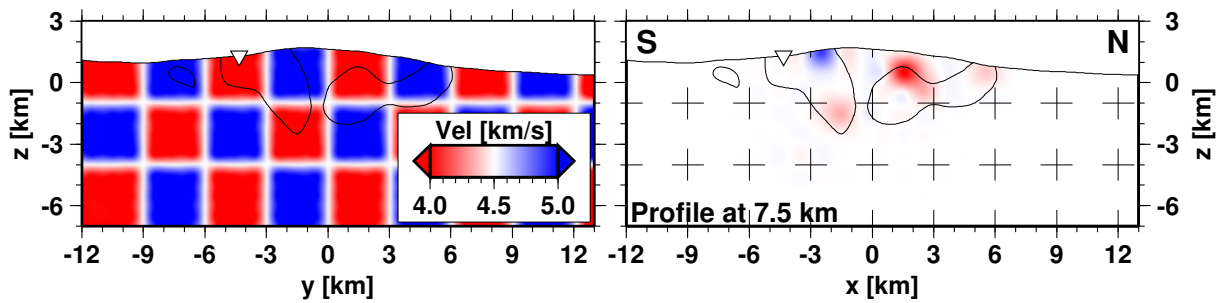 3
0
-3
-6
z [km]
Vel [km/s]
4.0 4.5 5.0
-12 -9 -6 -3 0 3 6 9 12
y [km]
S N
Profile at 7.5 km
3
0
-3
-6
z [km]
-12 -9 -6 -3 0 3 6 9 12
x [km]